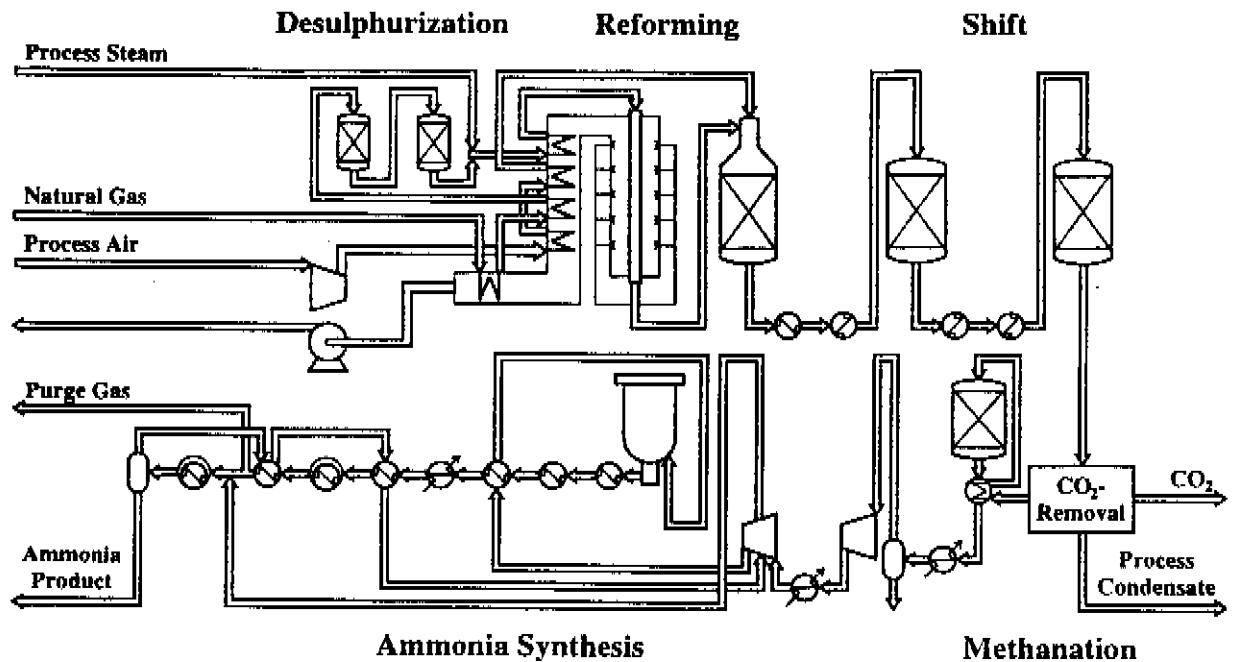 Desulphurization
Reforming
Shift
Process Steam
Natural Gas
Process Air
Purge Gas
CO₂-
Removal
CO₂
Ammonia
Product
Process
Condensate
Ammonia Synthesis
Methanation